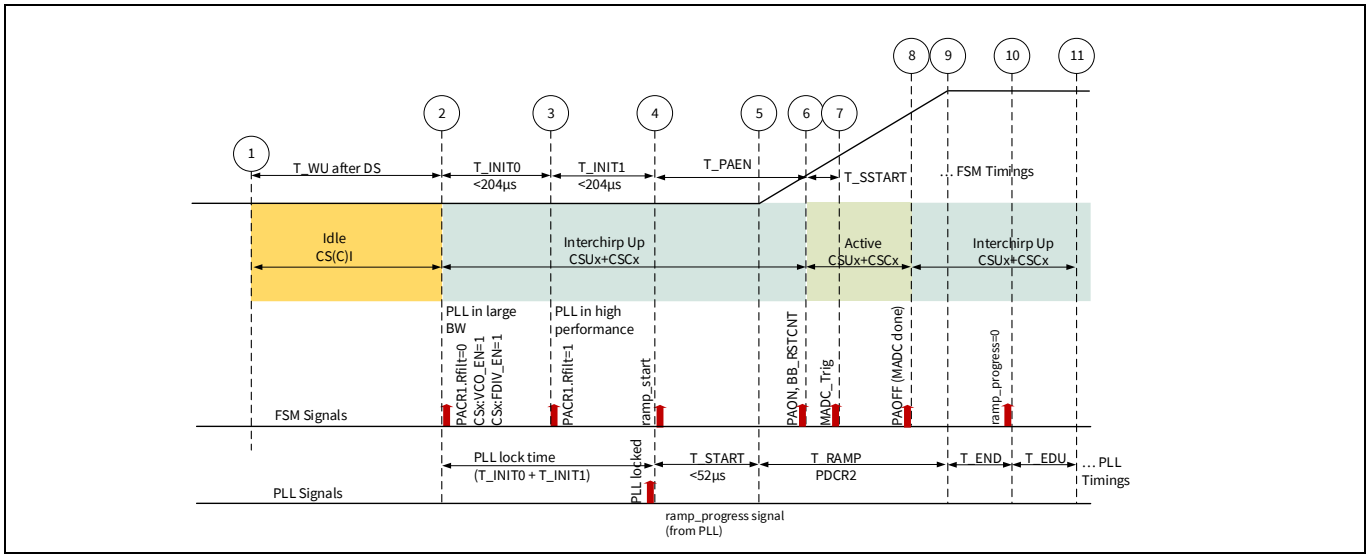 8
9
10
11
2
3
4
5
6
7
1
T_WU after DS
T_INIT0
<204µs
T_INIT1
<204µs
T_PAEN
T_SSTART
... FSM Timings
Idle
CS(C)I
Interchirp Up
CSUx+CSCx
Active
CSUx+CSCx
Interchirp Up
CSUx+CSCx
PLL in large
BW
PLL in high
performance
PACR1.Rfilt=0
CSx:VCO_EN=1
CSx:FDIV_EN=1
PACR1.Rfilt=1
ramp_start
PAON, BB_RSTCNT
MADC_Trig
PAOFF (MADC done)
ramp_progress=0
FSM Signals
PLL lock time
(T_INIT0 + T_INIT1)
PLL locked
T_START
<52µs
T_RAMP
PDCR2
T_END
T_EDU
... PLL
Timings
PLL Signals
ramp_progress signal
(from PLL)